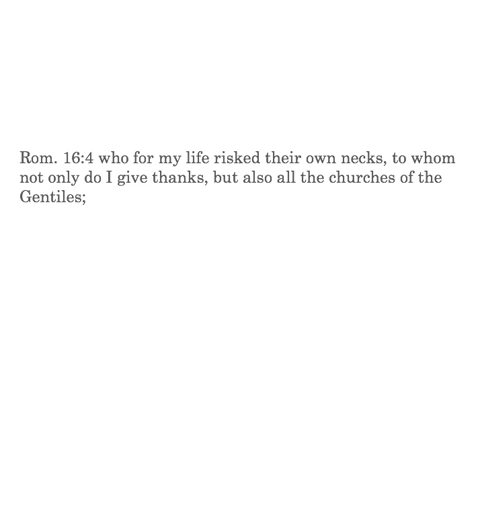 Rom. 16:4 who for my life risked their own necks, to whom
not only do I give thanks, but also all the churches of the
Gentiles;